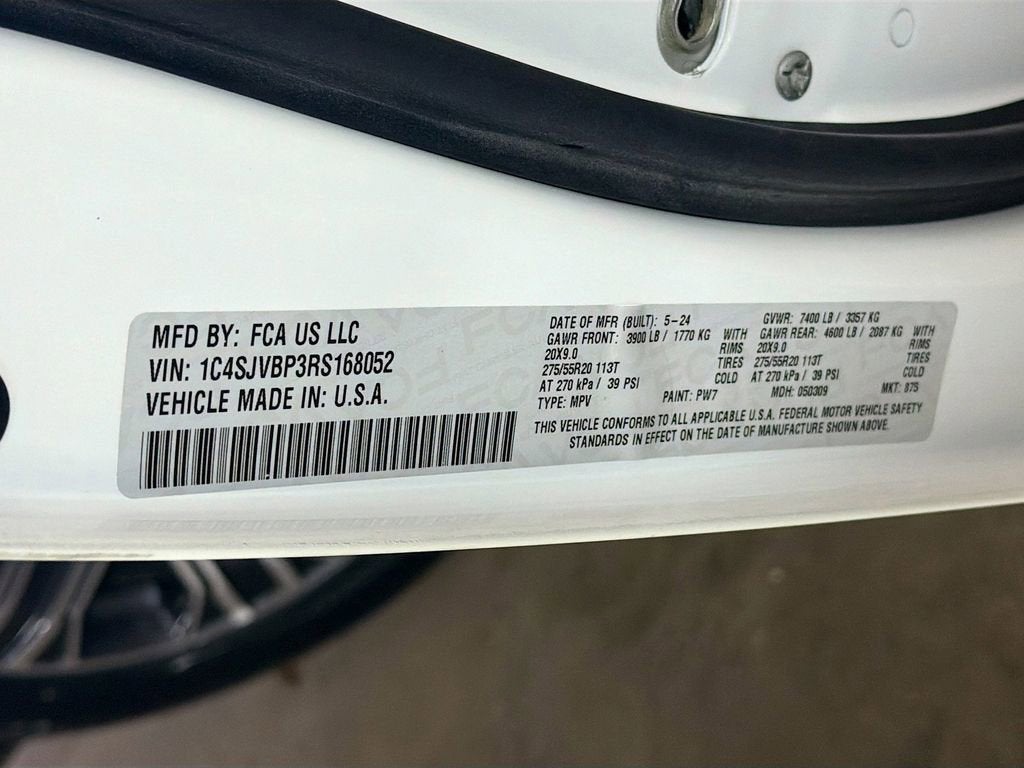 MFD BY: FCA US LLC
VIN: 1C4SJVBP3RS168052
VEHICLE MADE IN: U.S.A.
DATE OF MFR (BUILT): 5-24 GVWR: 7400 LB / 3357 KG
GAWR FRONT: 3900 LB / 1770 KG WITH GAWR REAR: 4600 LB / 2087 KG WITH
20X9.0 RIMS 20X9.0 RIMS
275/55R20 113T TIRES 275/55R20 113T TIRES
AT 270 kPa / 39 PSI COLD AT 270 kPa / 39 PSI COLD
TYPE: MPV PAINT: PW7 MDH: 050309 MKT: 875
THIS VEHICLE CONFORMS TO ALL APPLICABLE U.S.A. FEDERAL MOTOR VEHICLE SAFETY
STANDARDS IN EFFECT ON THE DATE OF MANUFACTURE SHOWN ABOVE.